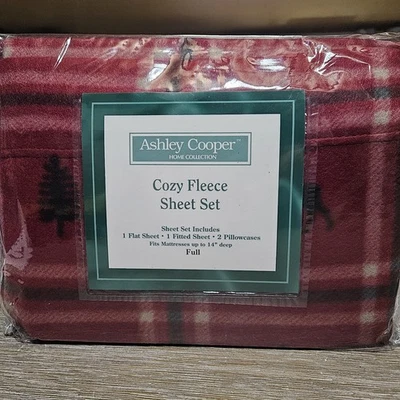 Ashley Cooper™
HOME COLLECTION
Cozy Fleece
Sheet Set
Sheet Set Includes
1 Flat Sheet • 1 Fitted Sheet • 2 Pillowcases
Fits Mattresses up to 14" deep
Full